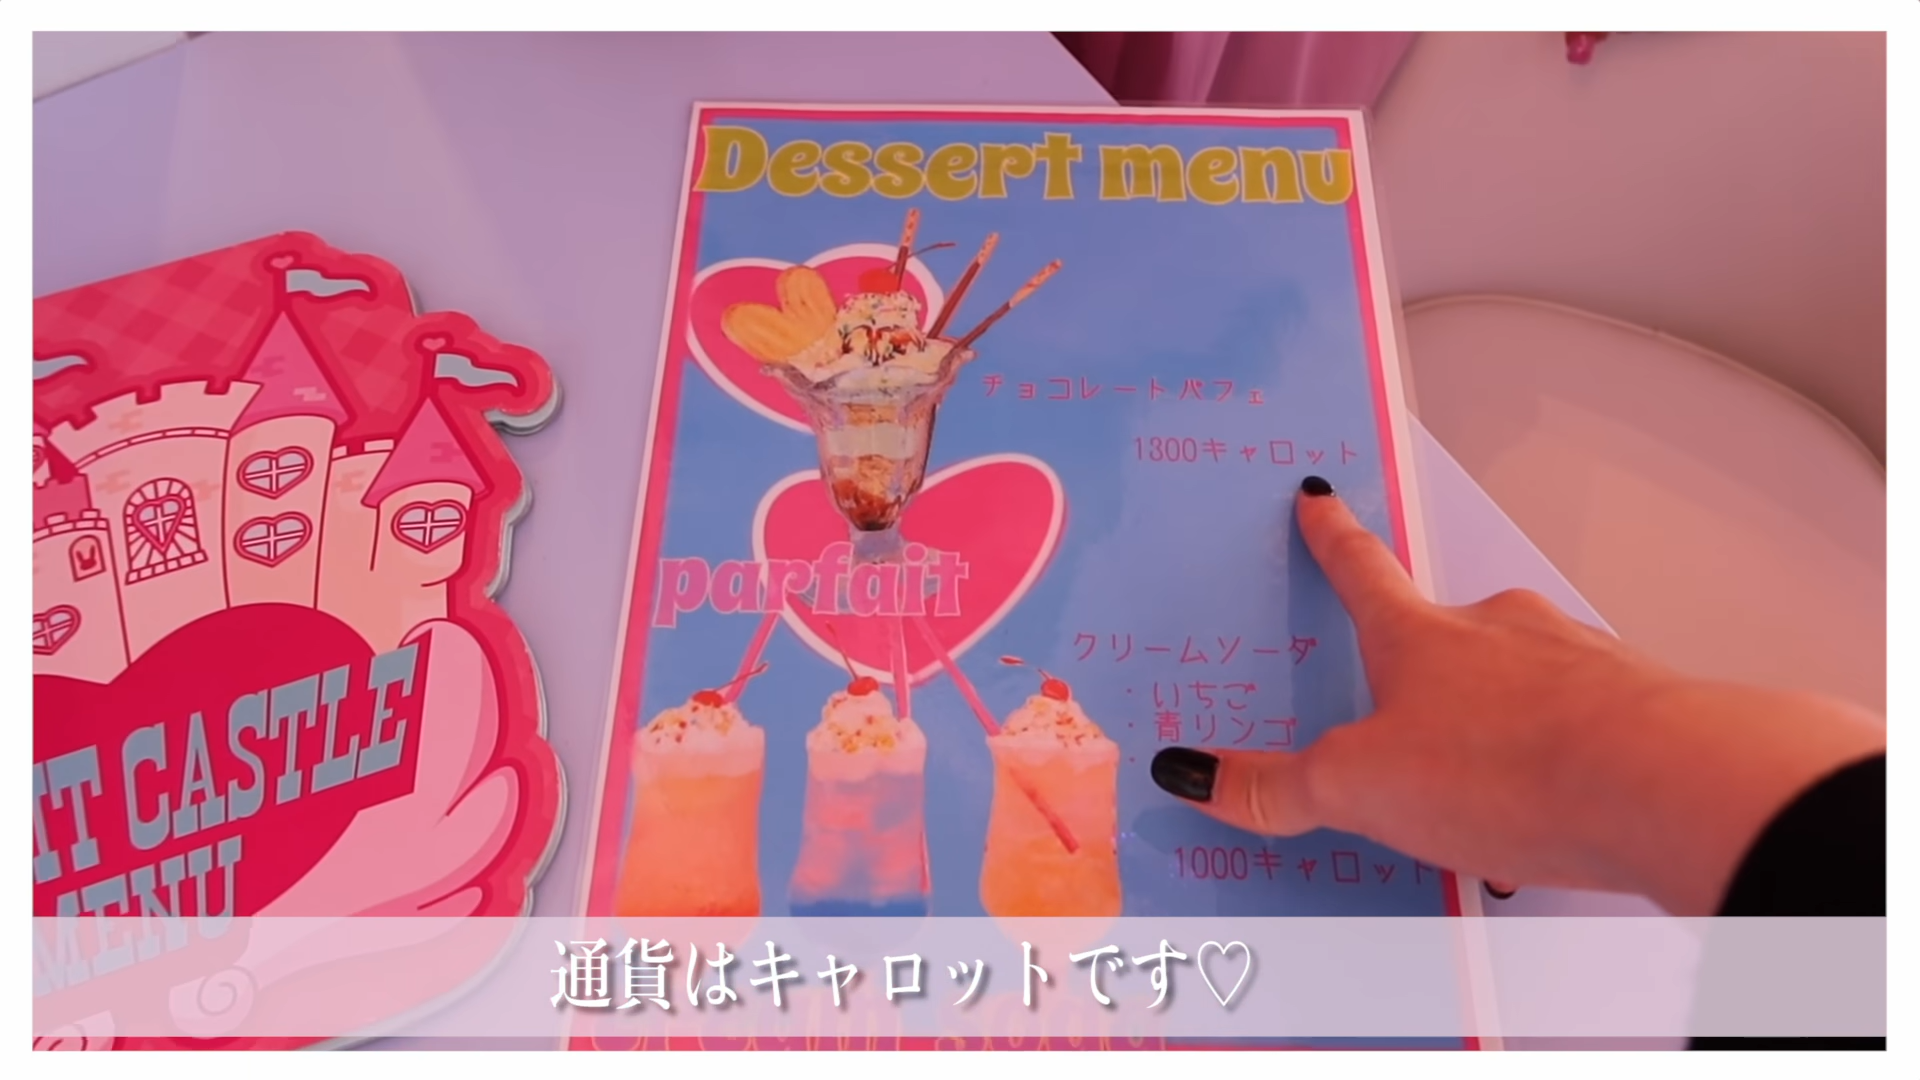 Dessert menu
チョコレートパフェ
1300キャロット
parfait
クリームソーダ
・いちご
・青リンゴ
・
1000キャロット
CASTLE
MENU
通貨はキャロットです♡